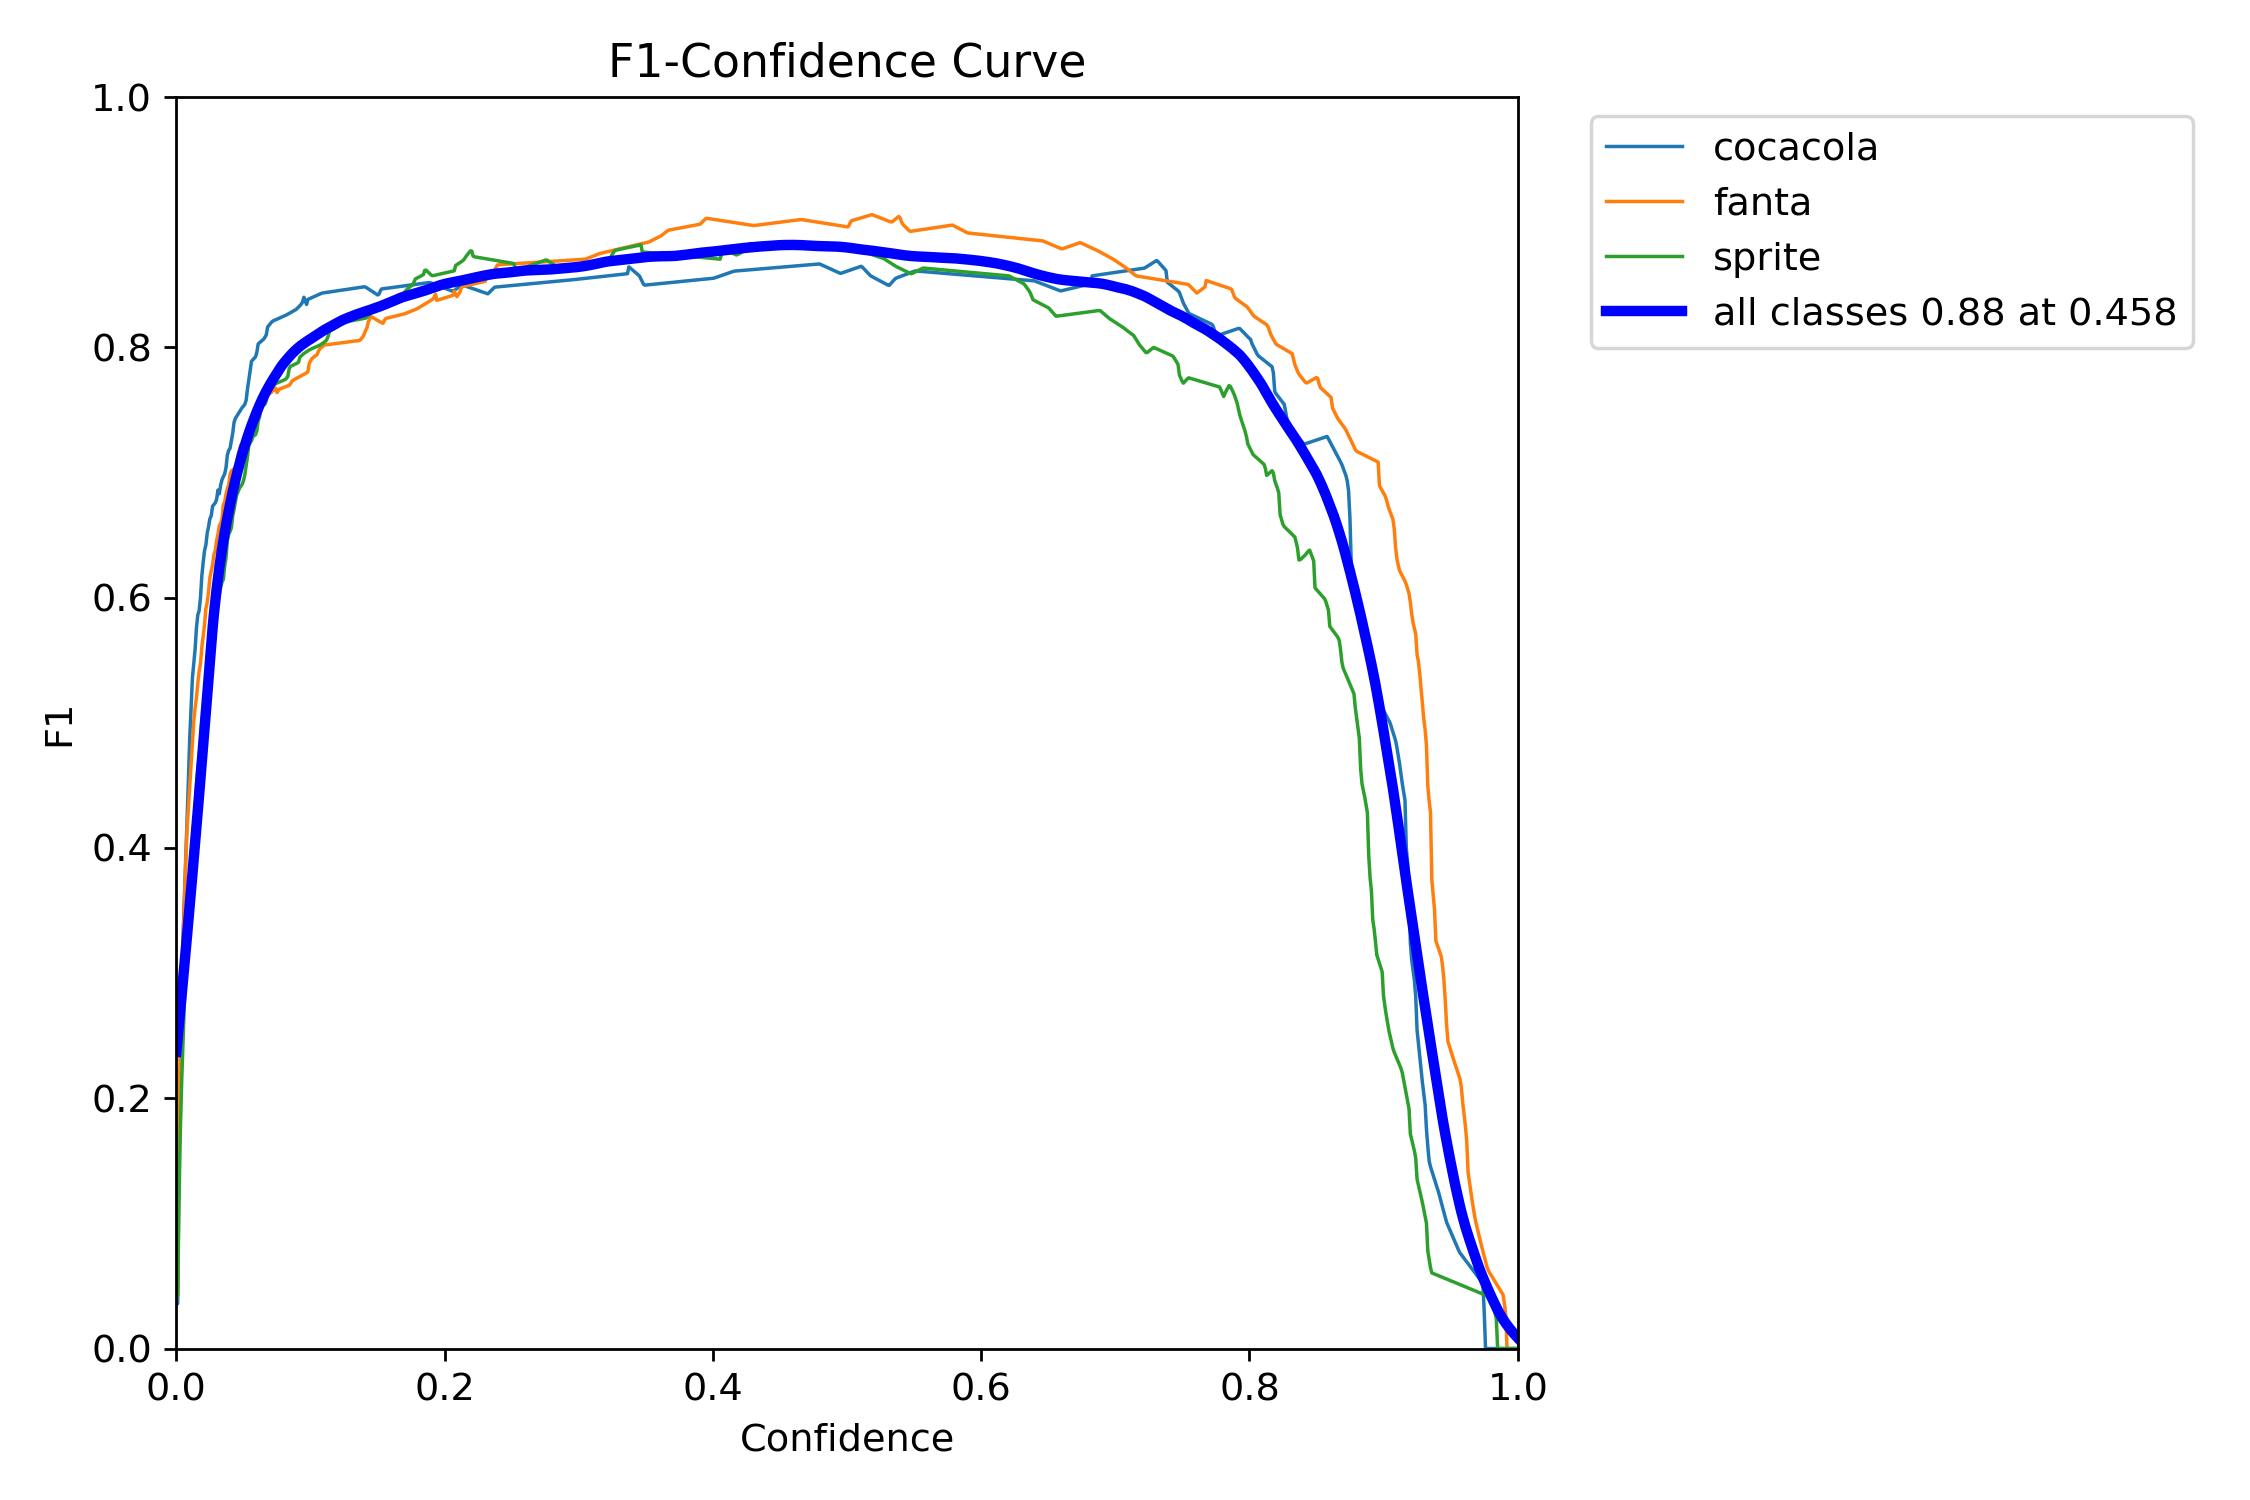 F1-Confidence Curve
1.0
0.8
0.6
0.4
0.2
0.0
F1
0.0 0.2 0.4 0.6 0.8 1.0
Confidence
cocacola
fanta
sprite
all classes 0.88 at 0.458